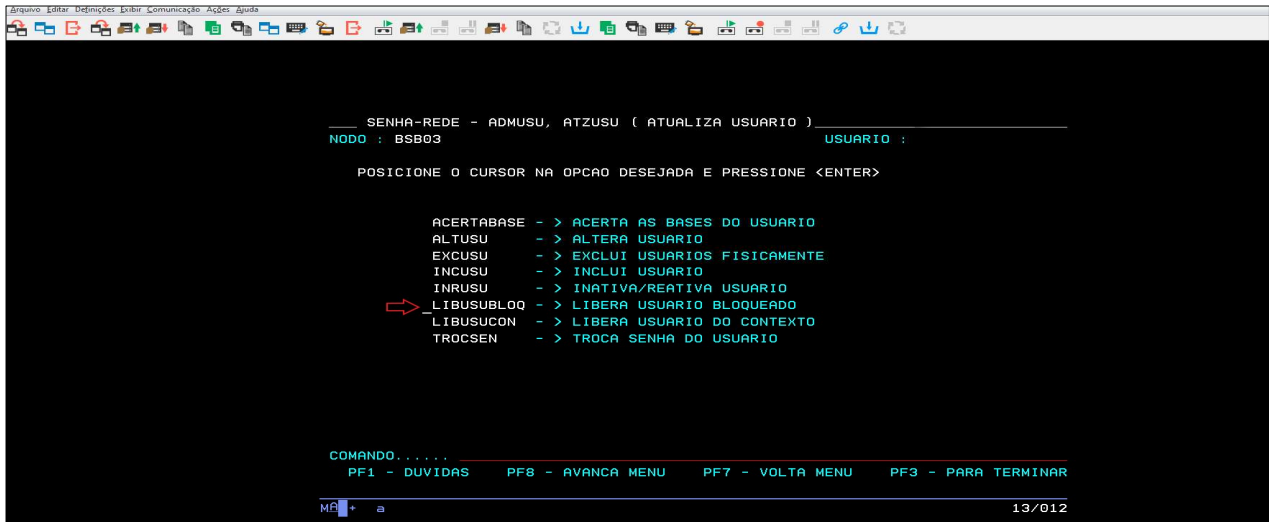 Arquivo Editar Definições Exibir Comunicação Ações Ajuda
___ SENHA-REDE - ADMUSU, ATZUSU ( ATUALIZA USUARIO )___
NODO : BSB03 USUARIO :
POSICIONE O CURSOR NA OPCAO DESEJADA E PRESSIONE <ENTER>
ACERTABASE - > ACERTA AS BASES DO USUARIO
ALTUSU - > ALTERA USUARIO
EXCUSU - > EXCLUI USUARIOS FISICAMENTE
INCUSU - > INCLUI USUARIO
INRUSU - > INATIVA/REATIVA USUARIO
_LIBUSUBLOQ - > LIBERA USUARIO BLOQUEADO
LIBUSUCON - > LIBERA USUARIO DO CONTEXTO
TROCSEN - > TROCA SENHA DO USUARIO
COMANDO...... _
PF1 - DUVIDAS PF8 - AVANCA MENU PF7 - VOLTA MENU PF3 - PARA TERMINAR
MA + a 13/012